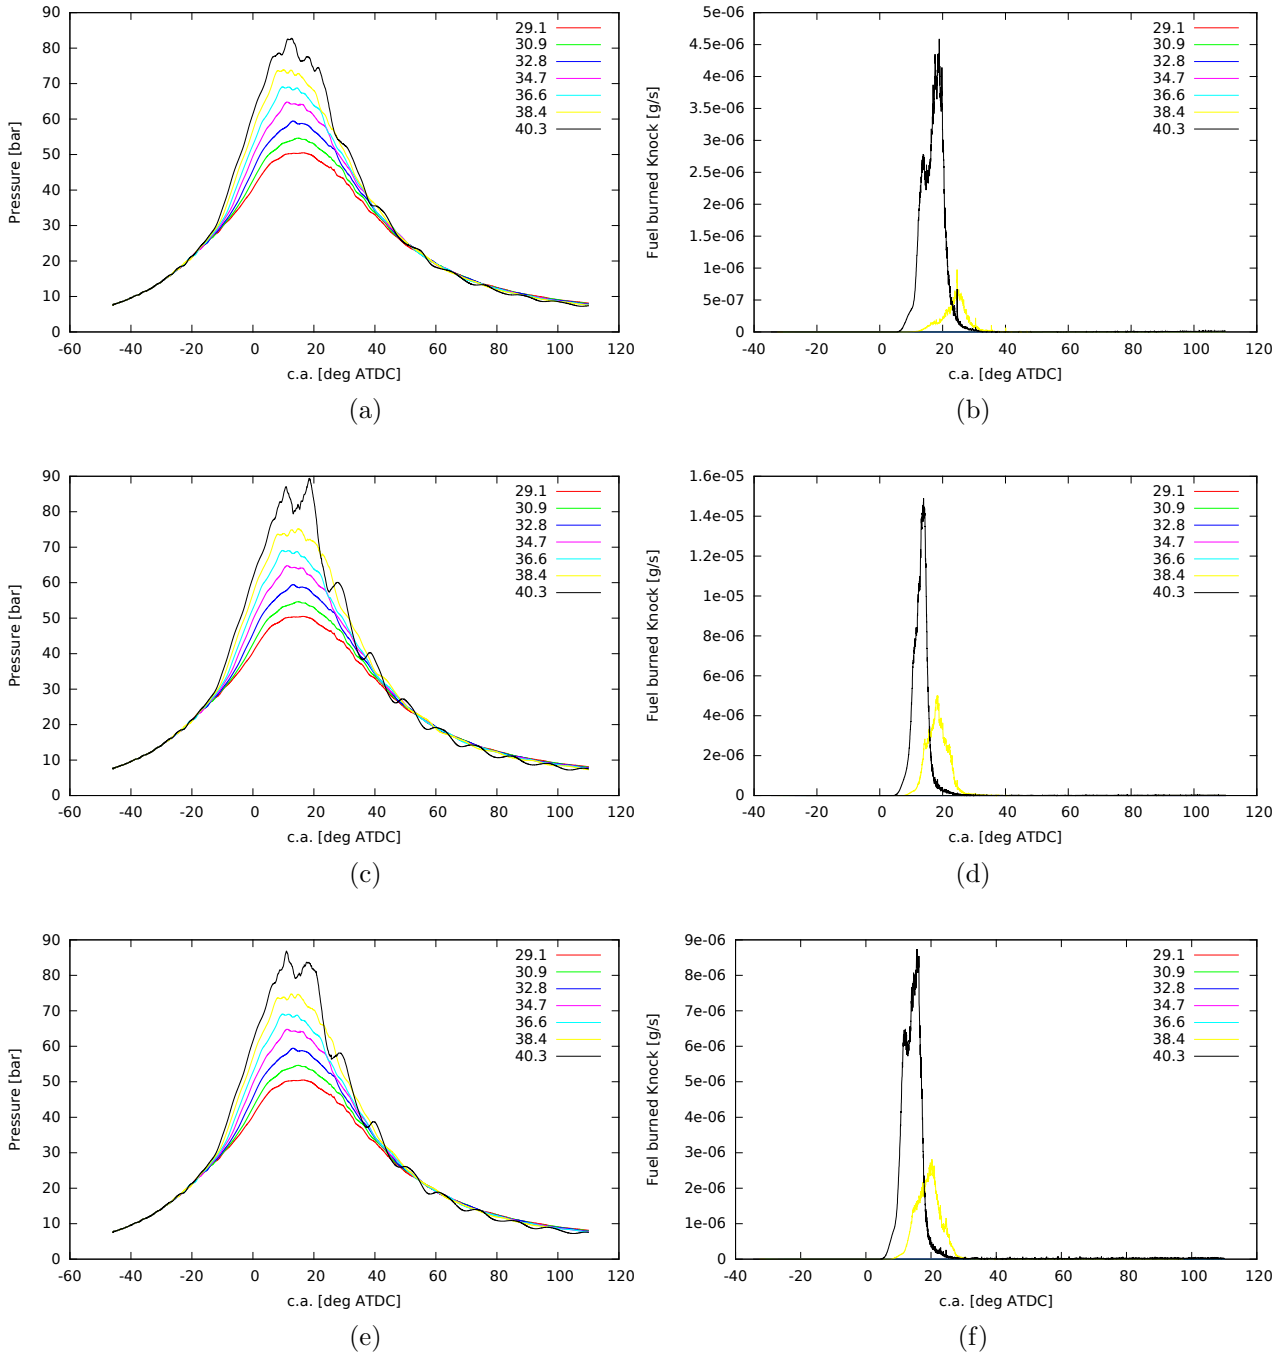 90
80
70
60
50
40
30
20
10
0
-60 -40 -20 0 20 40 60 80 100 120
Pressure [bar]
c.a. [deg ATDC]
29.1
30.9
32.8
34.7
36.6
38.4
40.3
(a)
5e-06
4.5e-06
4e-06
3.5e-06
3e-06
2.5e-06
2e-06
1.5e-06
1e-06
5e-07
0
-40 -20 0 20 40 60 80 100 120
Fuel burned Knock [g/s]
c.a. [deg ATDC]
29.1
30.9
32.8
34.7
36.6
38.4
40.3
(b)
90
80
70
60
50
40
30
20
10
0
-60 -40 -20 0 20 40 60 80 100 120
Pressure [bar]
c.a. [deg ATDC]
29.1
30.9
32.8
34.7
36.6
38.4
40.3
(c)
1.6e-05
1.4e-05
1.2e-05
1e-05
8e-06
6e-06
4e-06
2e-06
0
-40 -20 0 20 40 60 80 100 120
Fuel burned Knock [g/s]
c.a. [deg ATDC]
29.1
30.9
32.8
34.7
36.6
38.4
40.3
(d)
90
80
70
60
50
40
30
20
10
0
-60 -40 -20 0 20 40 60 80 100 120
Pressure [bar]
c.a. [deg ATDC]
29.1
30.9
32.8
34.7
36.6
38.4
40.3
(e)
9e-06
8e-06
7e-06
6e-06
5e-06
4e-06
3e-06
2e-06
1e-06
0
-40 -20 0 20 40 60 80 100 120
Fuel burned Knock [g/s]
c.a. [deg ATDC]
29.1
30.9
32.8
34.7
36.6
38.4
40.3
(f)